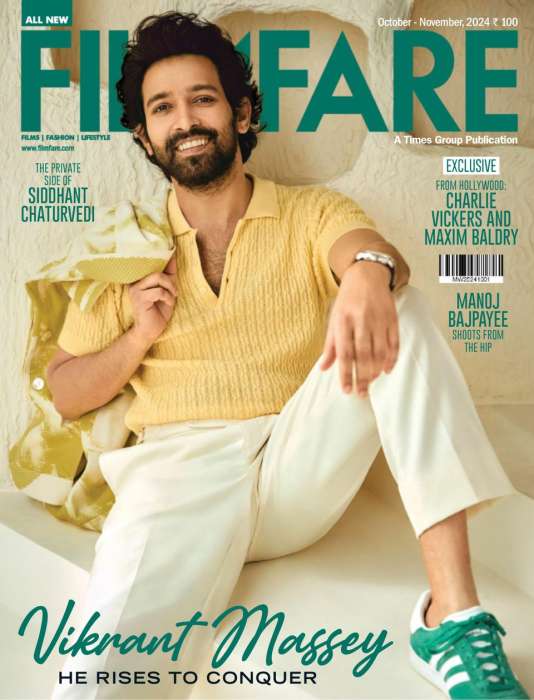 ALL NEW
October - November, 2024 ₹ 100
FILMFARE
FILMS | FASHION | LIFESTYLE
www.filmfare.com
A Times Group Publication
THE PRIVATE
SIDE OF
SIDDHANT
CHATURVEDI
EXCLUSIVE
FROM HOLLYWOOD:
CHARLIE
VICKERS AND
MAXIM BALDRY
MANOJ
BAJPAYEE
SHOOTS FROM
THE HIP
Vikrant Massey
HE RISES TO CONQUER